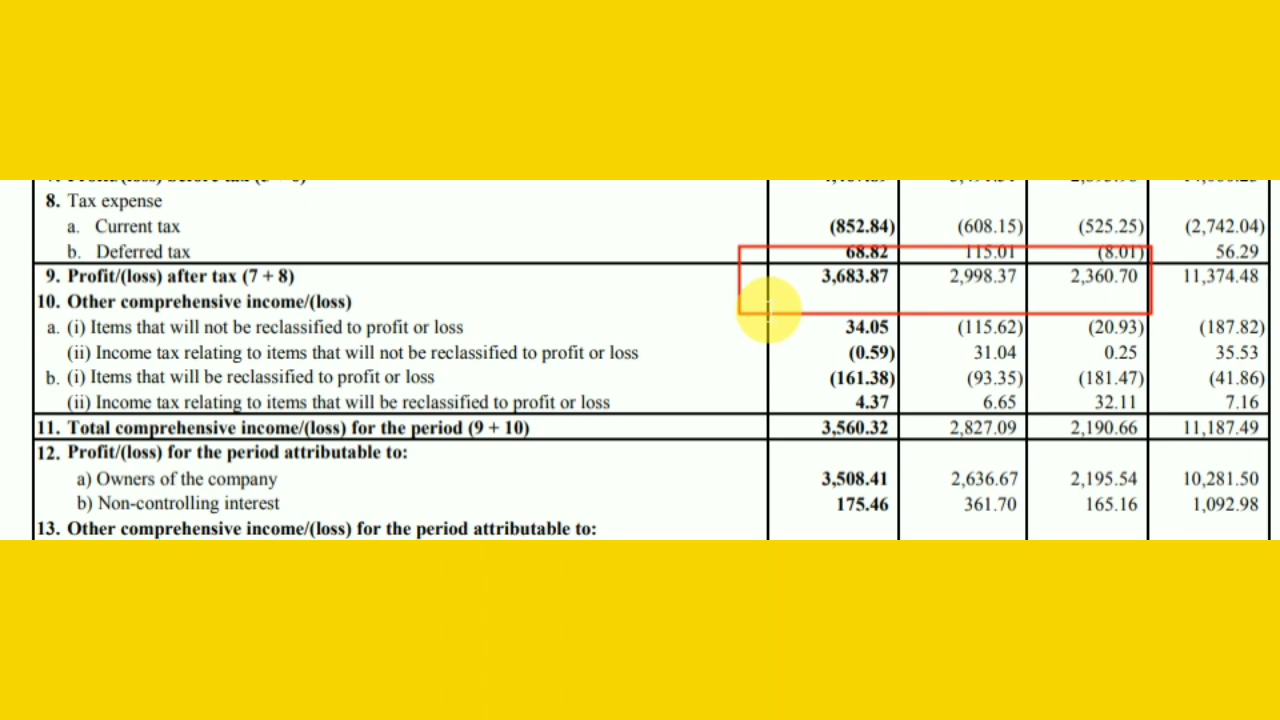 8. Tax expense
a. Current tax (852.84) (608.15) (525.25) (2,742.04)
b. Deferred tax 68.82 115.01 (8.01) 56.29
9. Profit/(loss) after tax (7 + 8) 3,683.87 2,998.37 2,360.70 11,374.48
10. Other comprehensive income/(loss)
a. (i) Items that will not be reclassified to profit or loss 34.05 (115.62) (20.93) (187.82)
(ii) Income tax relating to items that will not be reclassified to profit or loss (0.59) 31.04 0.25 35.53
b. (i) Items that will be reclassified to profit or loss (161.38) (93.35) (181.47) (41.86)
(ii) Income tax relating to items that will be reclassified to profit or loss 4.37 6.65 32.11 7.16
11. Total comprehensive income/(loss) for the period (9 + 10) 3,560.32 2,827.09 2,190.66 11,187.49
12. Profit/(loss) for the period attributable to:
a) Owners of the company 3,508.41 2,636.67 2,195.54 10,281.50
b) Non-controlling interest 175.46 361.70 165.16 1,092.98
13. Other comprehensive income/(loss) for the period attributable to: